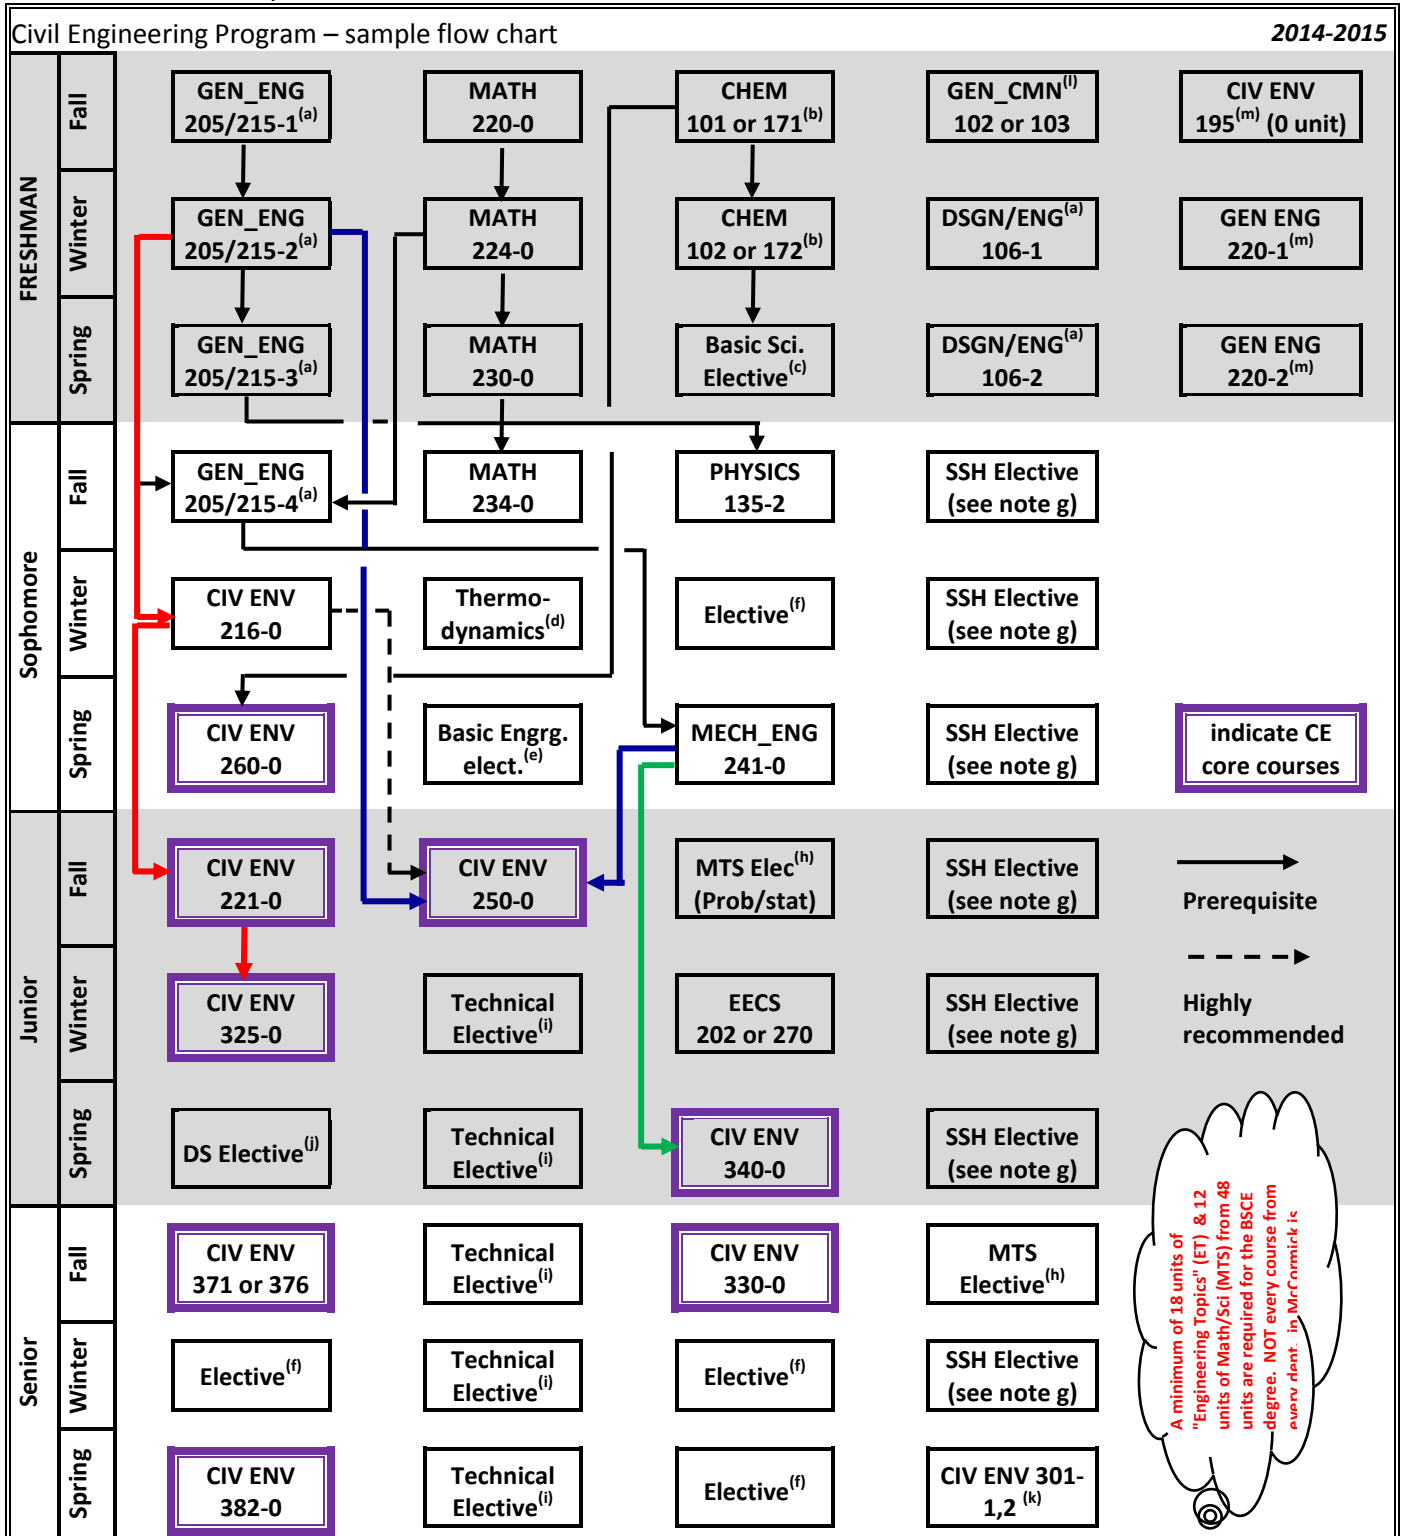 Civil Engineering Program – sample flow chart
2014-2015
FRESHMAN
Fall
GEN_ENG
205/215-1(a)
MATH
220-0
CHEM
101 or 171(b)
GEN_CMN(l)
102 or 103
CIV ENV
195(m) (0 unit)
Winter
GEN_ENG
205/215-2(a)
MATH
224-0
CHEM
102 or 172(b)
DSGN/ENG(a)
106-1
GEN ENG
220-1(m)
Spring
GEN_ENG
205/215-3(a)
MATH
230-0
Basic Sci.
Elective(c)
DSGN/ENG(a)
106-2
GEN ENG
220-2(m)
Sophomore
Fall
GEN_ENG
205/215-4(a)
MATH
234-0
PHYSICS
135-2
SSH Elective
(see note g)
Winter
CIV ENV
216-0
Thermo-
dynamics(d)
Elective(f)
SSH Elective
(see note g)
Spring
CIV ENV
260-0
Basic Engrg.
elect.(e)
MECH_ENG
241-0
SSH Elective
(see note g)
indicate CE
core courses
Junior
Fall
CIV ENV
221-0
CIV ENV
250-0
MTS Elec(h)
(Prob/stat)
SSH Elective
(see note g)
Prerequisite
Winter
CIV ENV
325-0
Technical
Elective(i)
EECS
202 or 270
SSH Elective
(see note g)
Highly
recommended
Spring
DS Elective(j)
Technical
Elective(i)
CIV ENV
340-0
SSH Elective
(see note g)
Senior
Fall
CIV ENV
371 or 376
Technical
Elective(i)
CIV ENV
330-0
MTS
Elective(h)
Winter
Elective(f)
Technical
Elective(i)
Elective(f)
SSH Elective
(see note g)
Spring
CIV ENV
382-0
Technical
Elective(i)
Elective(f)
CIV ENV 301-
1,2 (k)
A minimum of 18 units of
"Engineering Topics" (ET) & 12
units of Math/Sci (MTS) from 48
units are required for the BSCE
degree. NOT every course from
every dept. in McCormick is